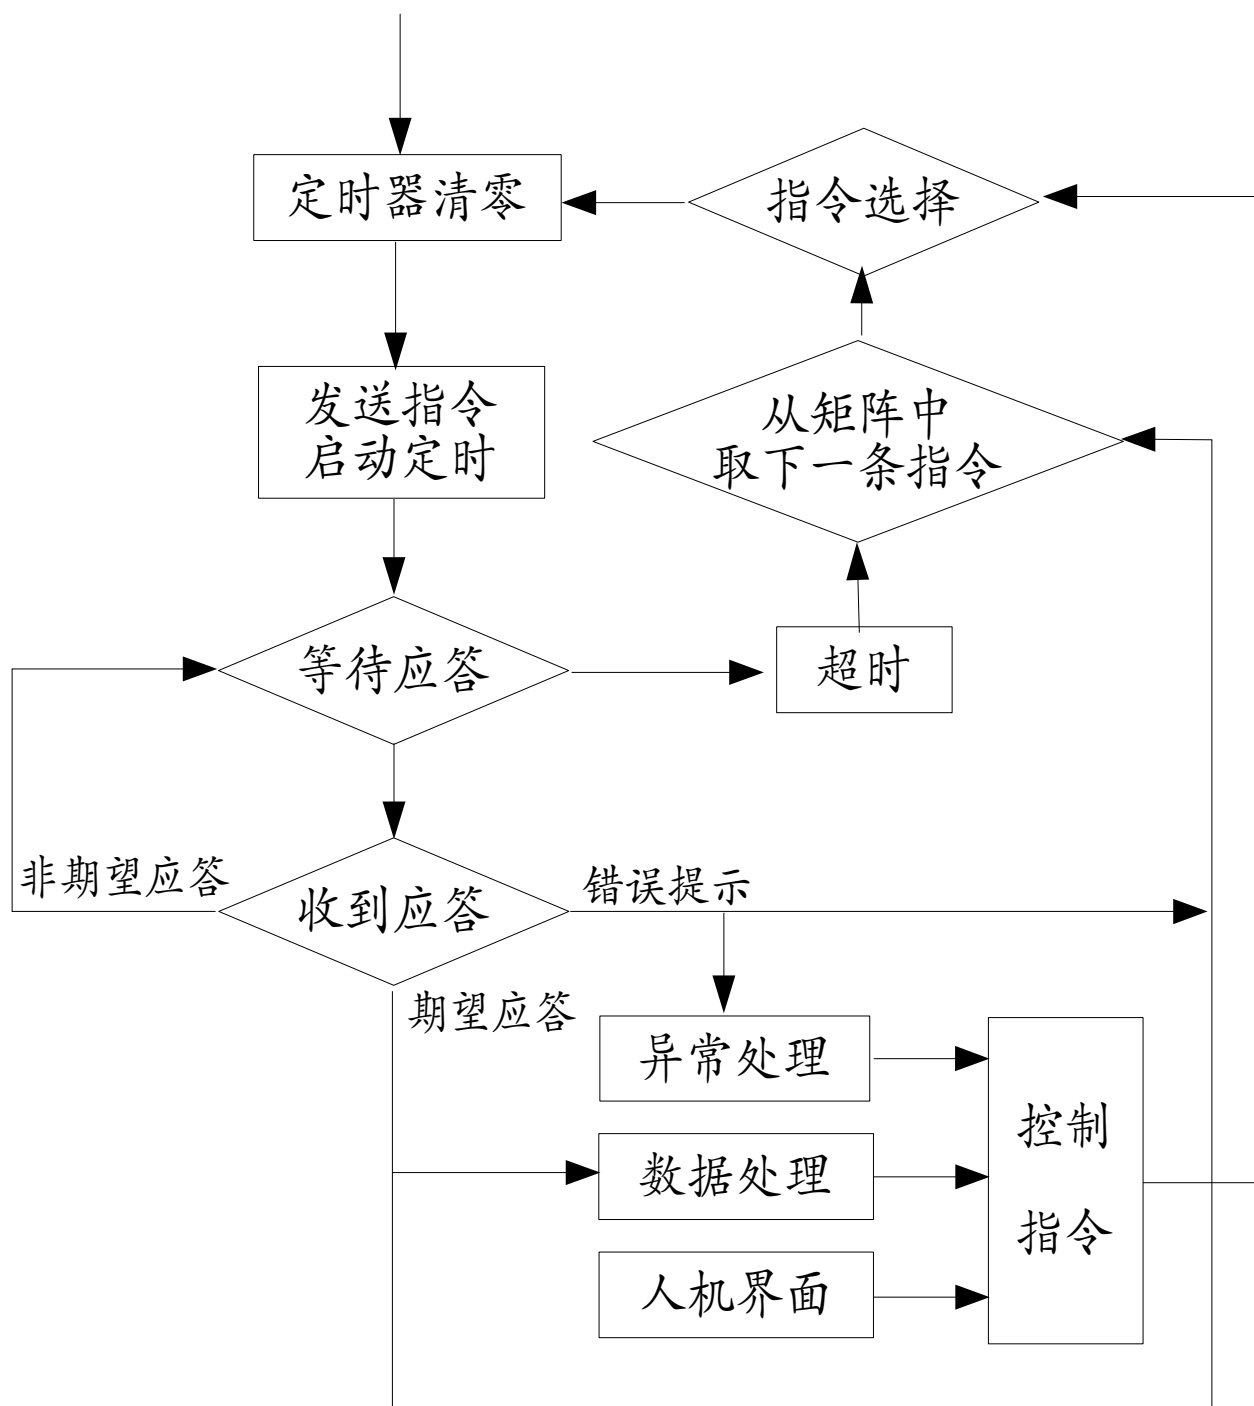 定时器清零
指令选择
发送指令
启动定时
从矩阵中
取下一条指令
等待应答
超时
非期望应答
收到应答
错误提示
期望应答
异常处理
控制
数据处理
指令
人机界面